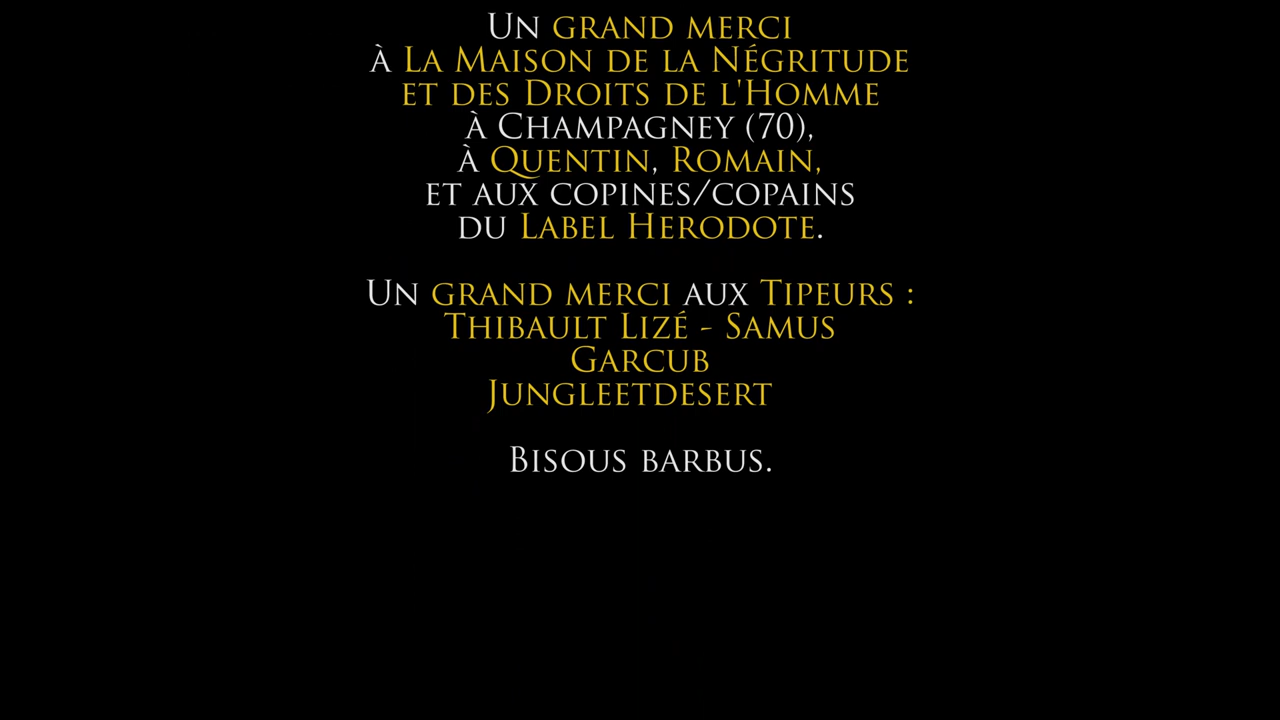 Un grand merci
à La Maison de la Négritude
et des Droits de l'Homme
à Champagney (70),
à Quentin, Romain,
et aux copines/copains
du Label Herodote.
Un grand merci aux Tipeurs :
Thibault Lizé - Samus
Garcub
Jungleetdesert
Bisous barbus.